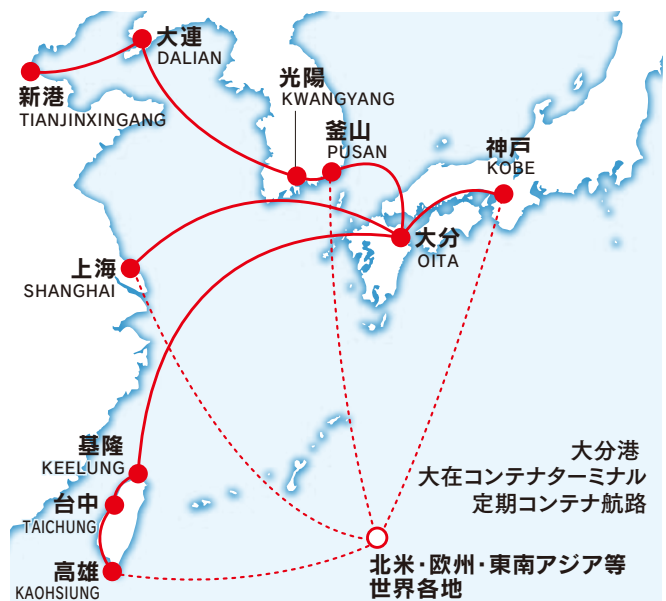 大連
DALIAN
新港
TIANJINXINGANG
光陽
KWANGYANG
釜山
PUSAN
神戸
KOBE
大分
OITA
上海
SHANGHAI
基隆
KEELUNG
台中
TAICHUNG
高雄
KAOHSIUNG
大分港
大在コンテナターミナル
定期コンテナ航路
北米・欧州・東南アジア等
世界各地